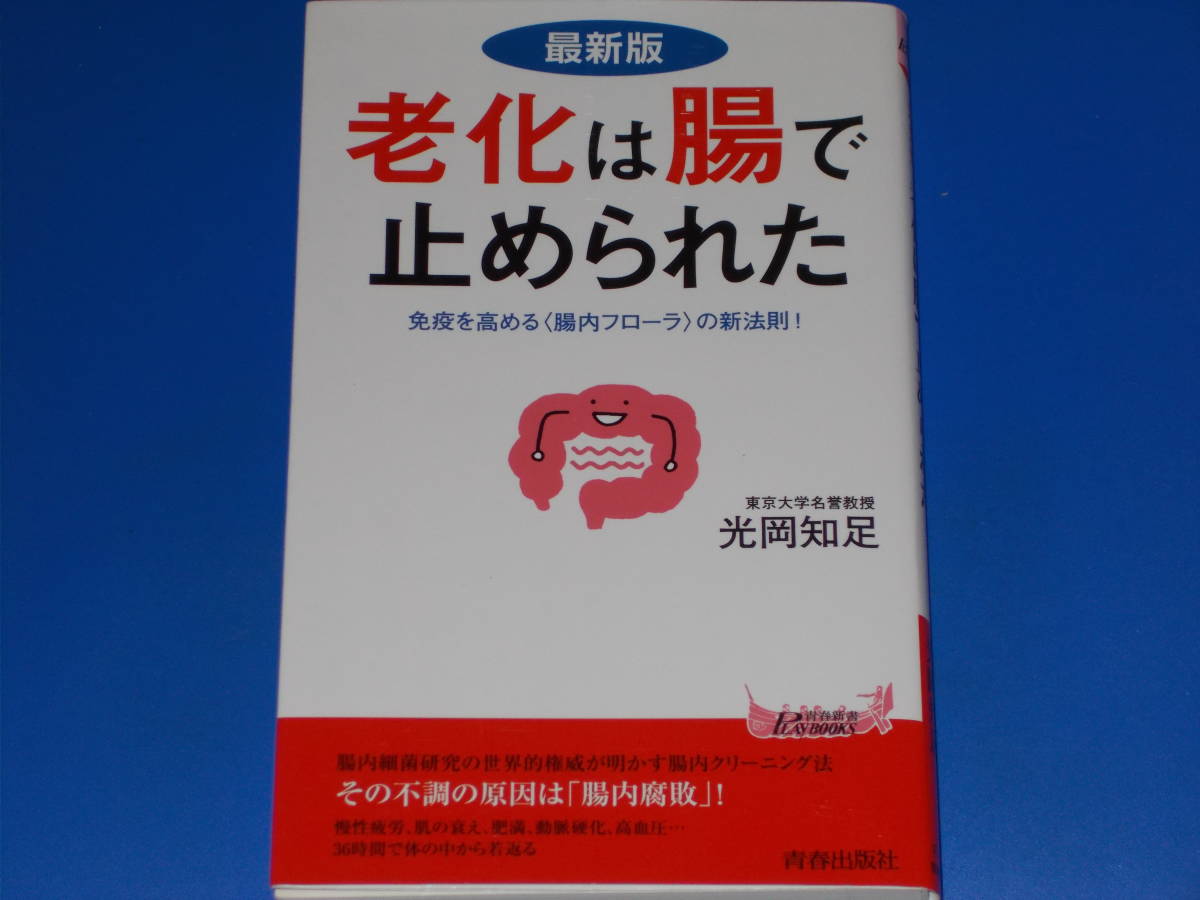 最新版
老化は腸で
止められた
免疫を高める〈腸内フローラ〉の新法則!
東京大学名誉教授
光岡知足
青春新書
PLAYBOOKS
腸内細菌研究の世界的権威が明かす腸内クリーニング法
その不調の原因は「腸内腐敗」!
慢性疲労、肌の衰え、肥満、動脈硬化、高血圧…
36時間で体の中から若返る
青春出版社